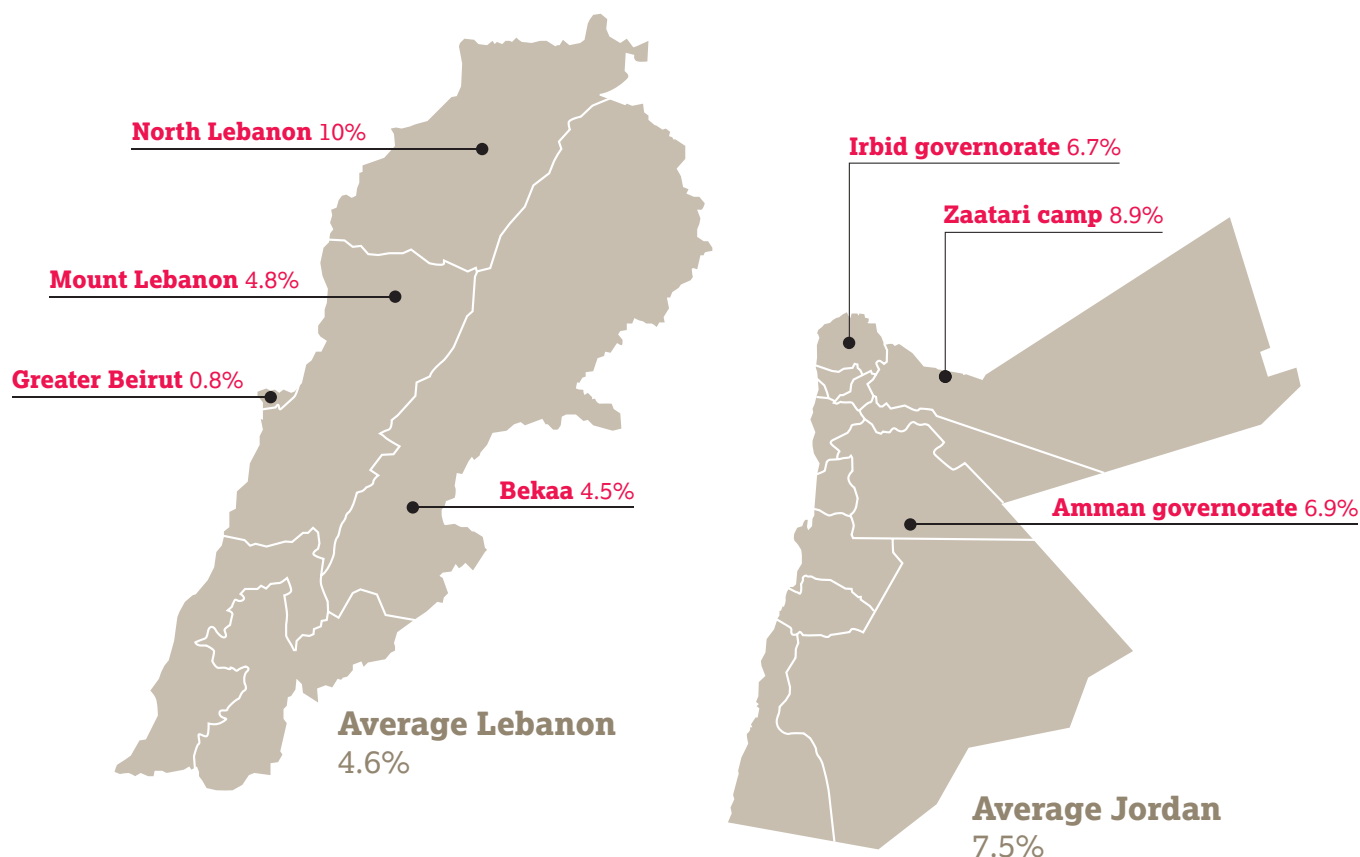 North Lebanon 10%
Mount Lebanon 4.8%
Greater Beirut 0.8%
Bekaa 4.5%
Average Lebanon
4.6%
Irbid governorate 6.7%
Zaatari camp 8.9%
Amman governorate 6.9%
Average Jordan
7.5%